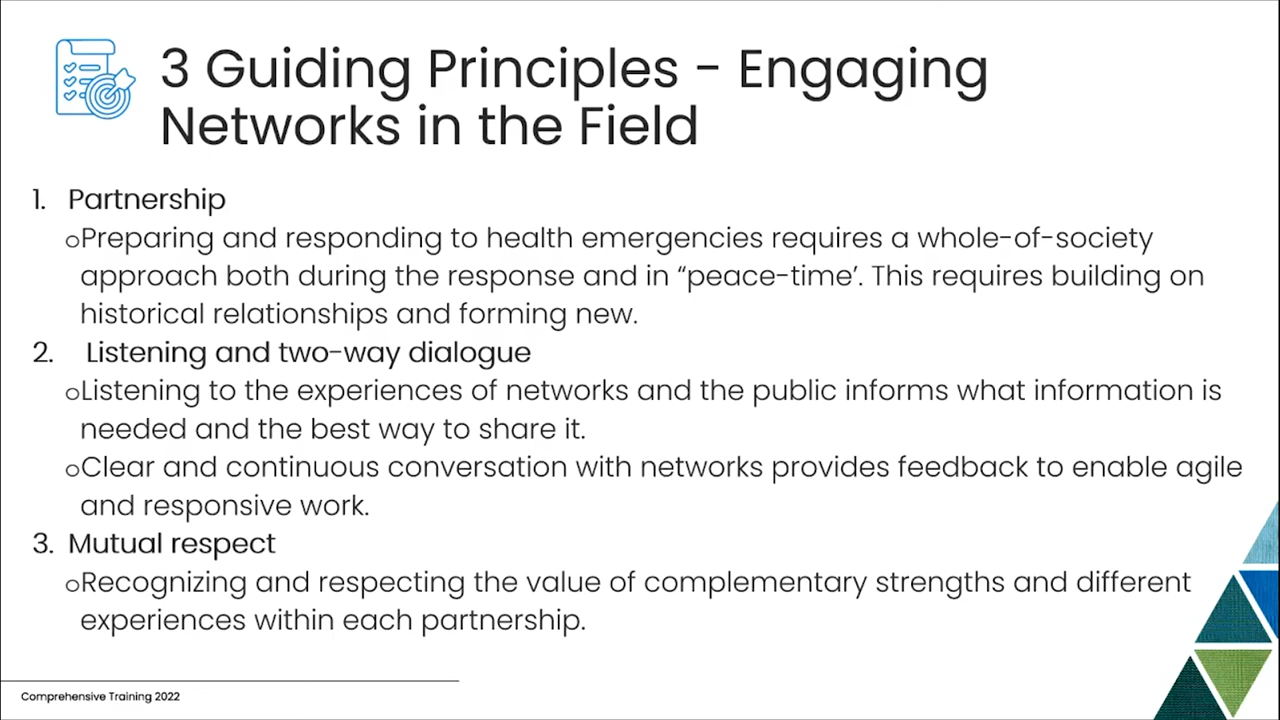 3 Guiding Principles - Engaging
Networks in the Field
1. Partnership
oPreparing and responding to health emergencies requires a whole-of-society
approach both during the response and in “peace-time’. This requires building on
historical relationships and forming new.
2. Listening and two-way dialogue
oListening to the experiences of networks and the public informs what information is
needed and the best way to share it.
oClear and continuous conversation with networks provides feedback to enable agile
and responsive work.
3. Mutual respect
oRecognizing and respecting the value of complementary strengths and different
experiences within each partnership.
Comprehensive Training 2022